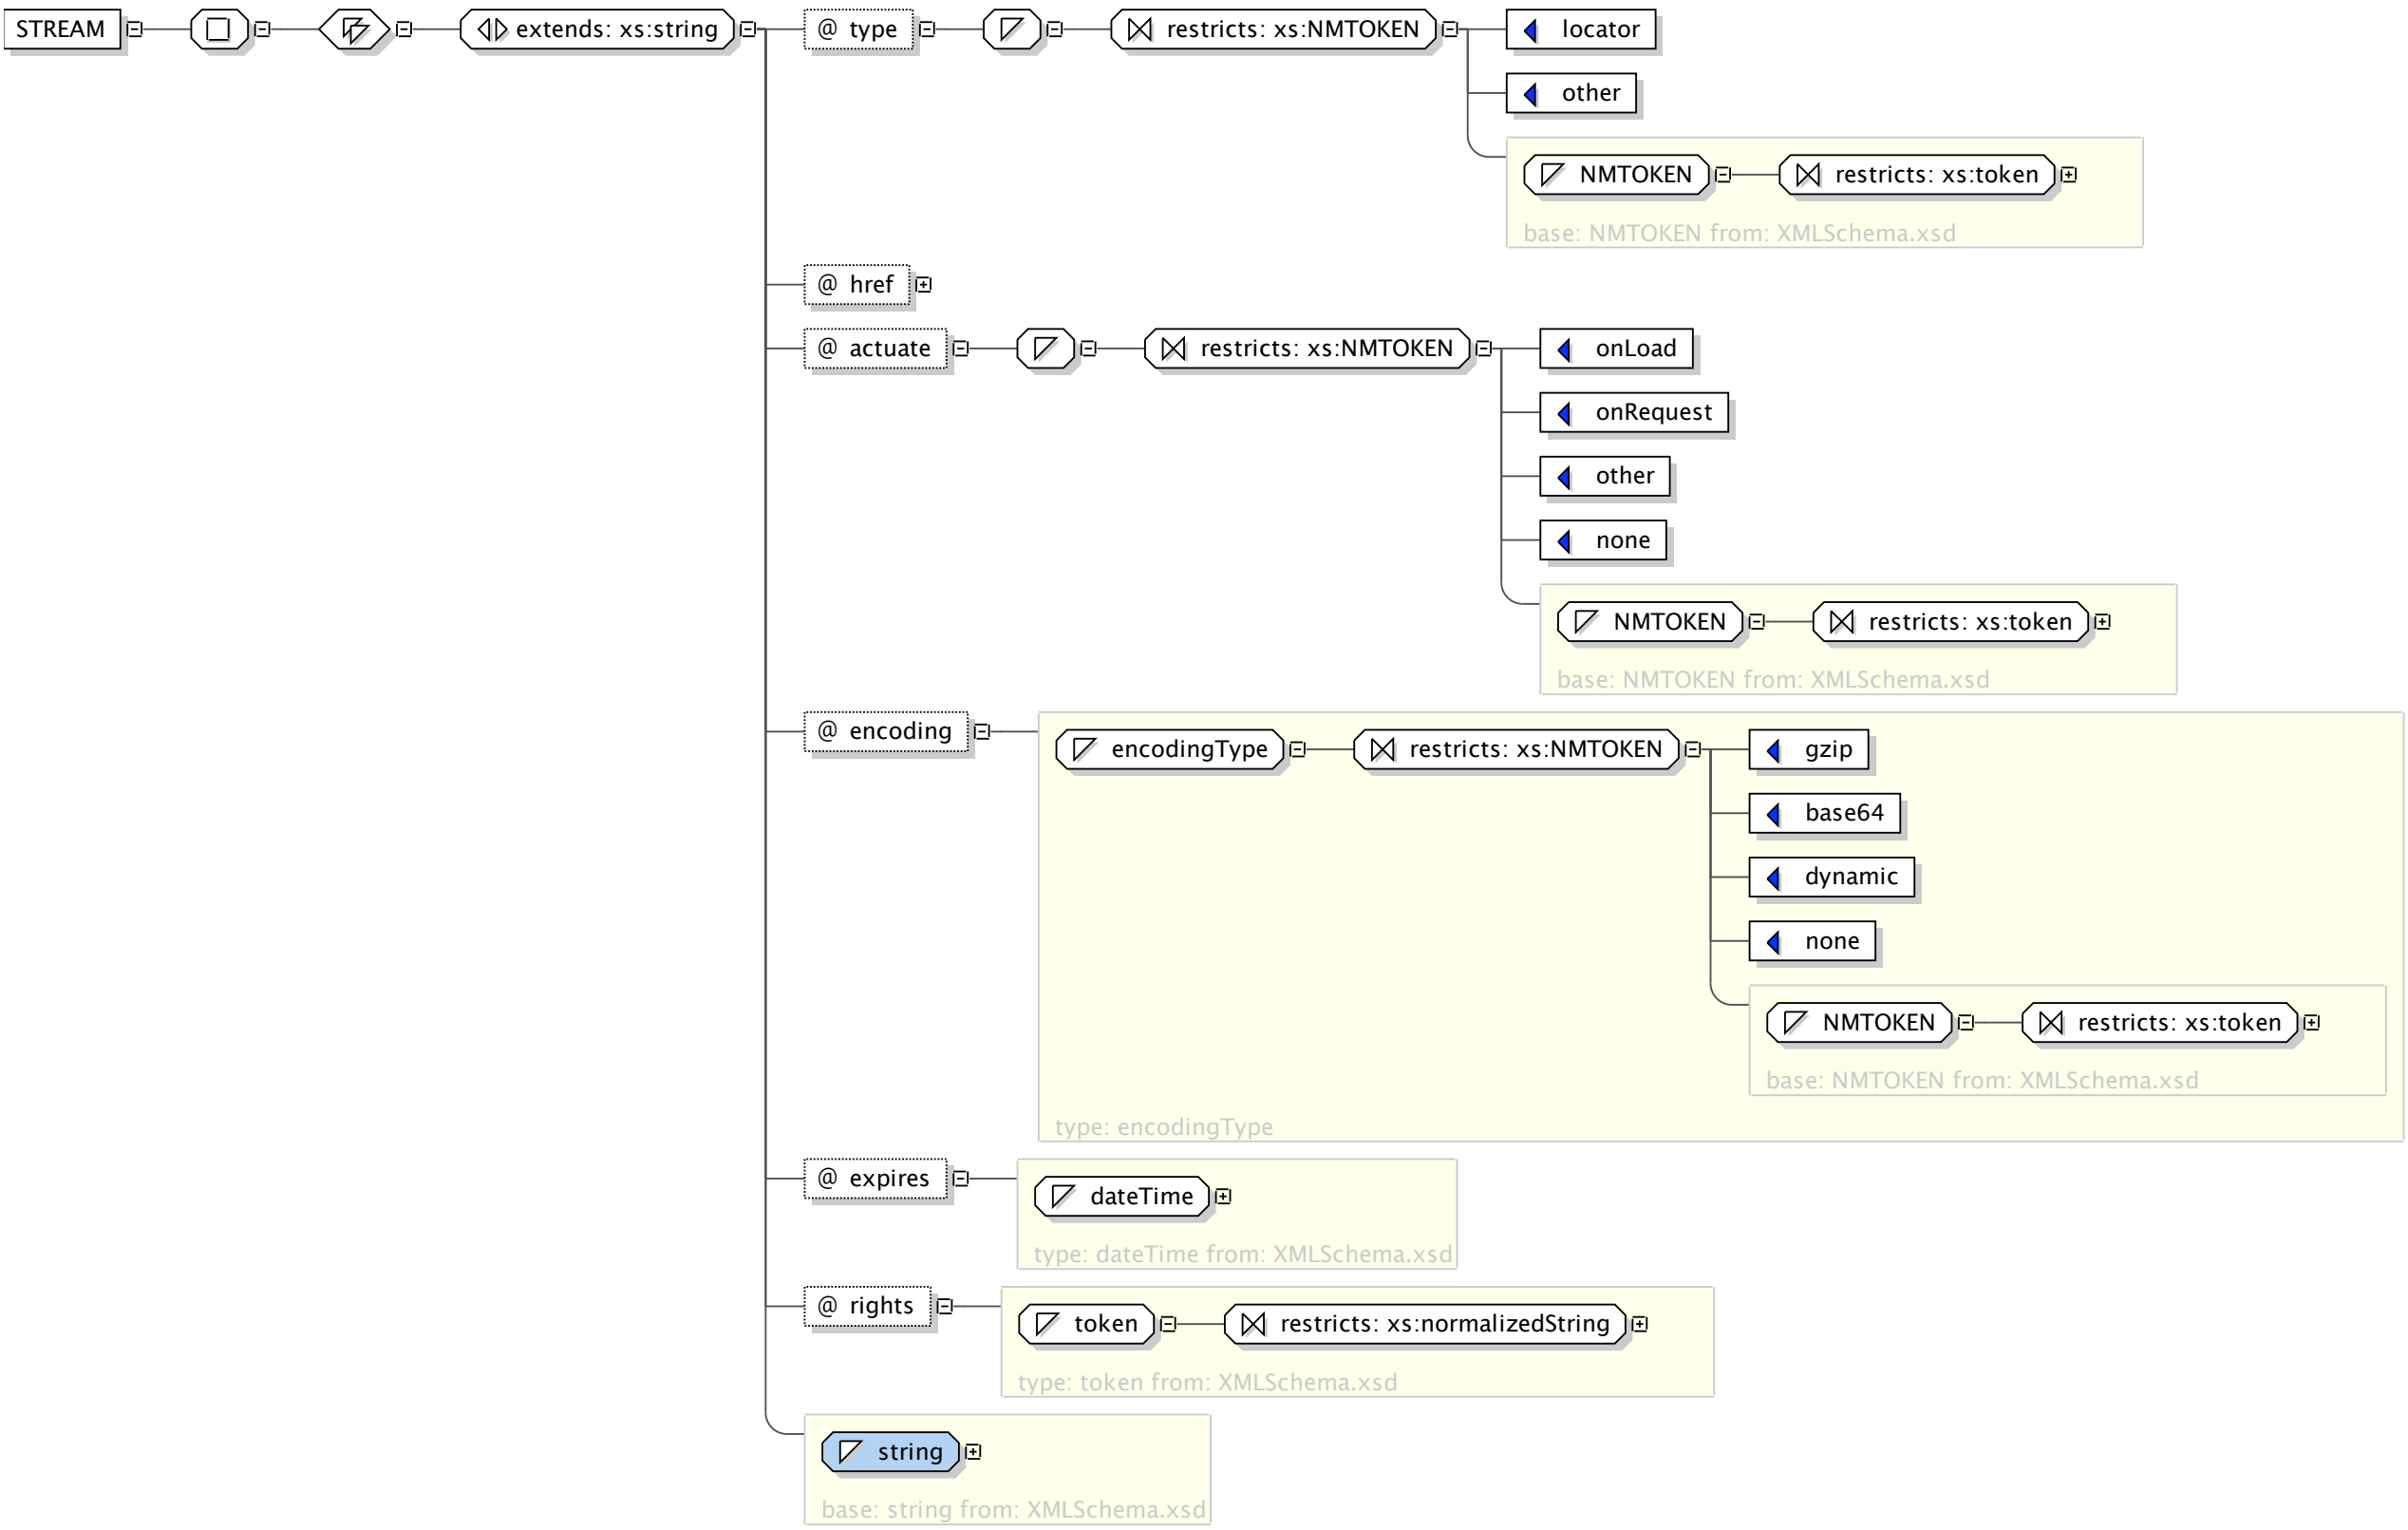 STREAM
extends: xs:string
@ type
restricts: xs:NMTOKEN
locator
other
NMTOKEN
restricts: xs:token
base: NMTOKEN from: XMLSchema.xsd
@ href
@ actuate
restricts: xs:NMTOKEN
onLoad
onRequest
other
none
NMTOKEN
restricts: xs:token
base: NMTOKEN from: XMLSchema.xsd
@ encoding
encodingType
restricts: xs:NMTOKEN
gzip
base64
dynamic
none
NMTOKEN
restricts: xs:token
base: NMTOKEN from: XMLSchema.xsd
type: encodingType
@ expires
dateTime
type: dateTime from: XMLSchema.xsd
@ rights
token
restricts: xs:normalizedString
type: token from: XMLSchema.xsd
string
base: string from: XMLSchema.xsd